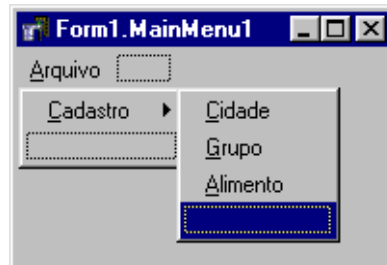 Form1.MainMenu1
Arquivo
Cadastro
Cidade
Grupo
Alimento